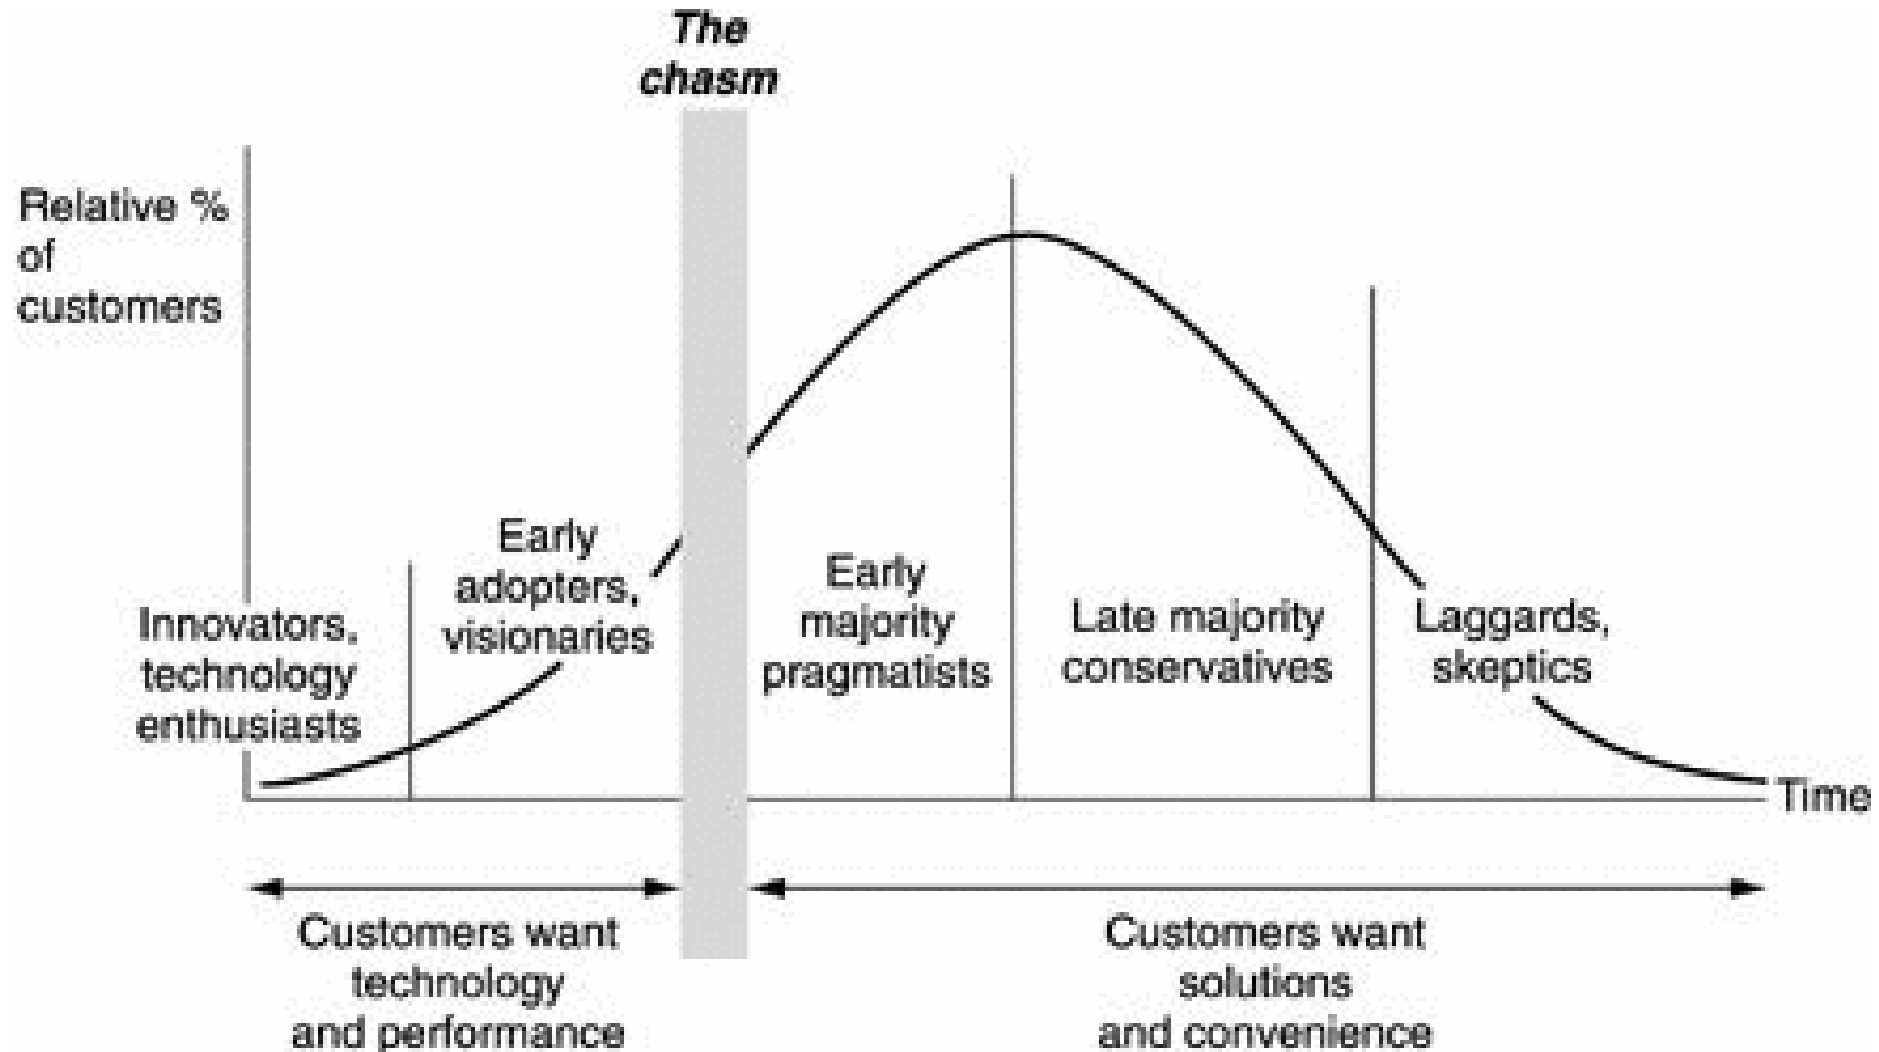 The
chasm
Relative %
of
customers
Innovators,
technology
enthusiasts
Early
adopters,
visionaries
Early
majority
pragmatists
Late majority
conservatives
Laggards,
skeptics
Time
Customers want
technology
and performance
Customers want
solutions
and convenience